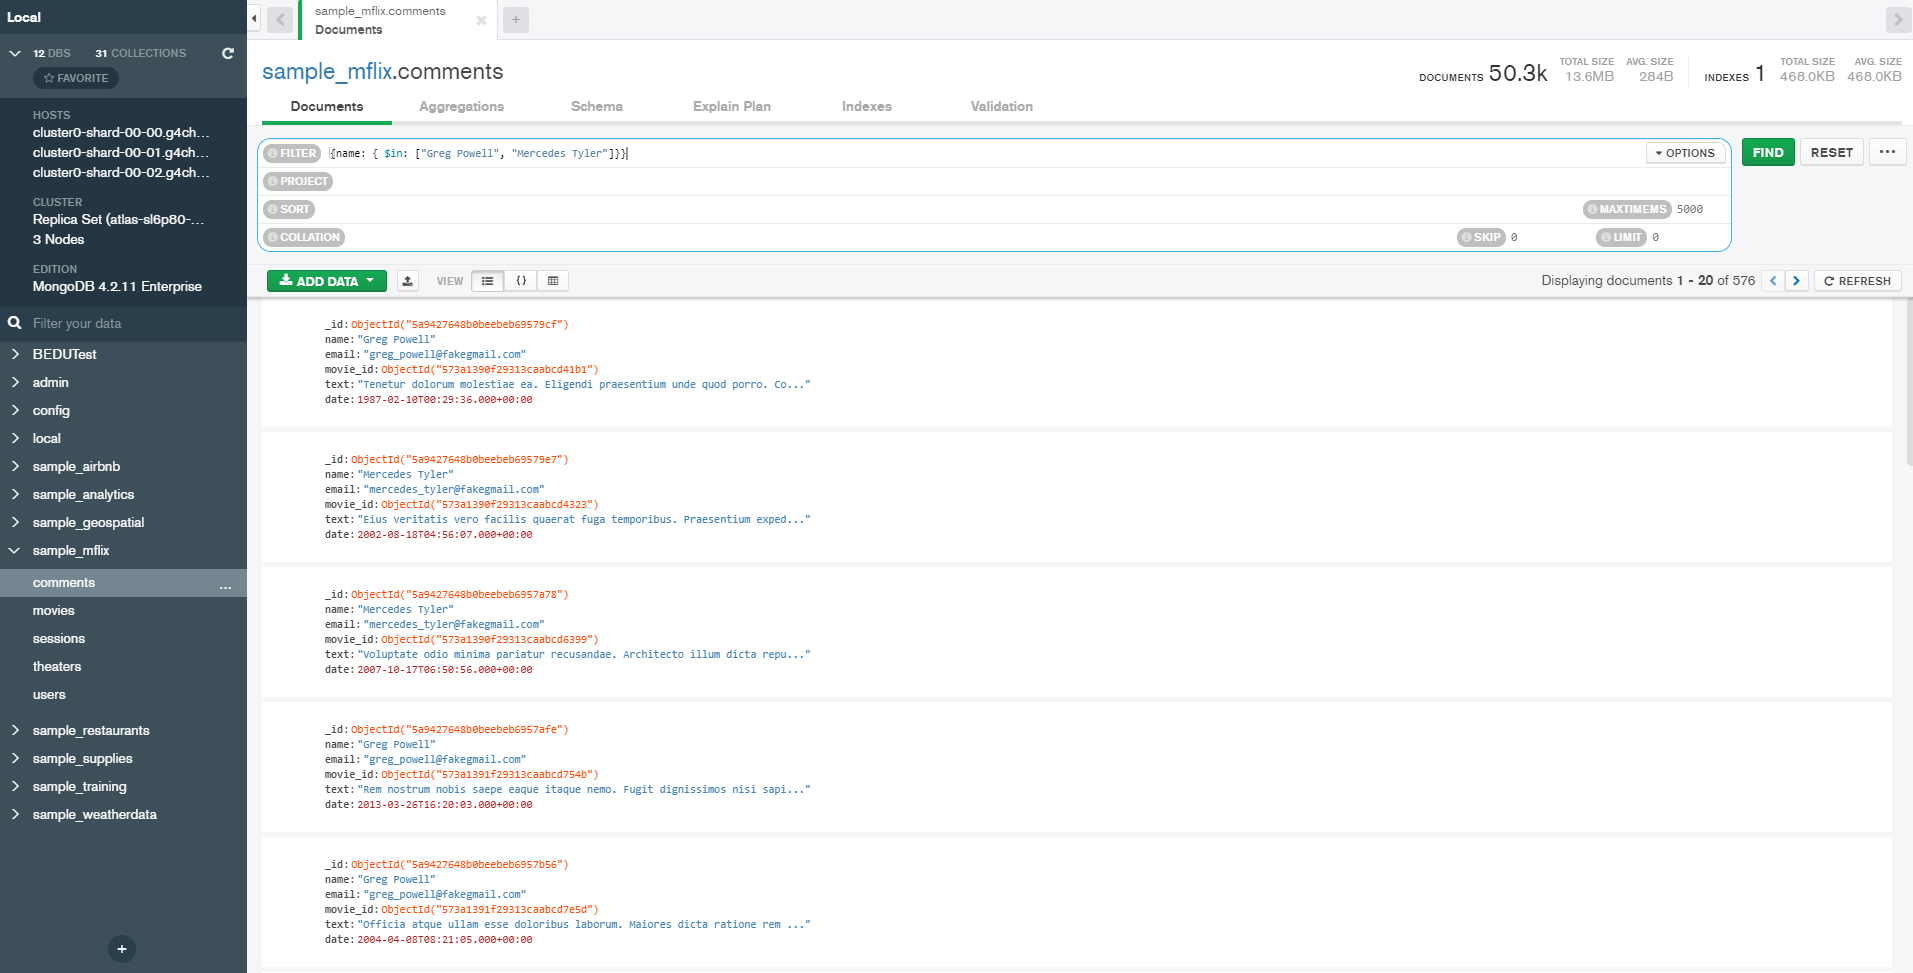 Local
12 DBS 31 COLLECTIONS
FAVORITE
HOSTS
cluster0-shard-00-00.g4ch...
cluster0-shard-00-01.g4ch...
cluster0-shard-00-02.g4ch...
CLUSTER
Replica Set (atlas-sl6p80-...
3 Nodes
EDITION
MongoDB 4.2.11 Enterprise
Filter your data
BEDUTest
admin
config
local
sample_airbnb
sample_analytics
sample_geospatial
sample_mflix
comments ...
movies
sessions
theaters
users
sample_restaurants
sample_supplies
sample_training
sample_weatherdata
+
sample_mflix.comments
Documents
+
sample_mflix.comments
DOCUMENTS 50.3k TOTAL SIZE 13.6MB AVG. SIZE 284B INDEXES 1 TOTAL SIZE 468.0KB AVG. SIZE 468.0KB
Documents Aggregations Schema Explain Plan Indexes Validation
FILTER {name: { $in: ["Greg Powell", "Mercedes Tyler"]}} OPTIONS FIND RESET ...
PROJECT
SORT MAXTIMEMS 5000
COLLATION SKIP 0 LIMIT 0
ADD DATA VIEW {} Displaying documents 1 - 20 of 576 < > REFRESH
_id: ObjectId("5a9427648b0beebeb69579cf")
name: "Greg Powell"
email: "greg_powell@fakegmail.com"
movie_id: ObjectId("573a1390f29313caabcd41b1")
text: "Tenetur dolorum molestiae ea. Eligendi praesentium unde quod porro. Co..."
date: 1987-02-10T00:29:36.000+00:00
_id: ObjectId("5a9427648b0beebeb69579e7")
name: "Mercedes Tyler"
email: "mercedes_tyler@fakegmail.com"
movie_id: ObjectId("573a1390f29313caabcd4323")
text: "Eius veritatis vero facilis quaerat fuga temporibus. Praesentium exped..."
date: 2002-08-18T04:56:07.000+00:00
_id: ObjectId("5a9427648b0beebeb6957a78")
name: "Mercedes Tyler"
email: "mercedes_tyler@fakegmail.com"
movie_id: ObjectId("573a1390f29313caabcd6399")
text: "Voluptate odio minima pariatur recusandae. Architecto illum dicta repu..."
date: 2007-10-17T06:50:56.000+00:00
_id: ObjectId("5a9427648b0beebeb6957afe")
name: "Greg Powell"
email: "greg_powell@fakegmail.com"
movie_id: ObjectId("573a1391f29313caabcd754b")
text: "Rem nostrum nobis saepe eaque itaque nemo. Fugit dignissimos nisi sapi..."
date: 2013-03-26T16:20:03.000+00:00
_id: ObjectId("5a9427648b0beebeb6957b56")
name: "Greg Powell"
email: "greg_powell@fakegmail.com"
movie_id: ObjectId("573a1391f29313caabcd7e5d")
text: "Officia atque ullam esse doloribus laborum. Maiores dicta ratione rem ..."
date: 2004-04-08T08:21:05.000+00:00